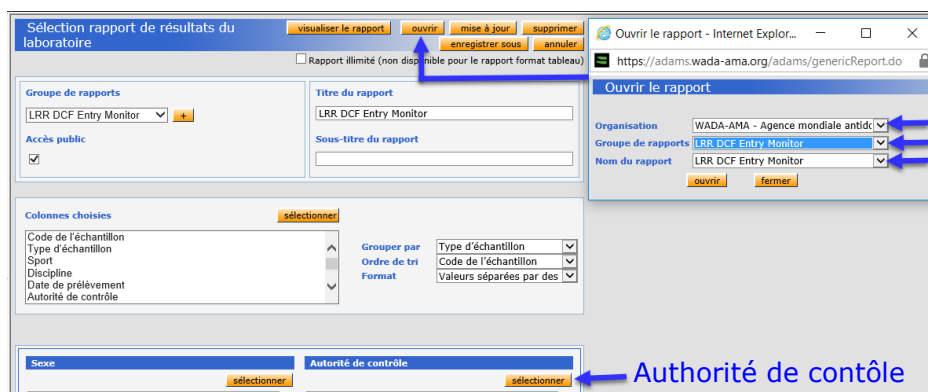 Sélection rapport de résultats du laboratoire
visualiser le rapport ouvrir mise à jour supprimer
enregistrer sous annuler
Rapport illimité (non disponible pour le rapport format tableau)
Groupe de rapports
LRR DCF Entry Monitor +
Accès public
Titre du rapport
LRR DCF Entry Monitor
Sous-titre du rapport
Colonnes choisies sélectionner
Code de l'échantillon
Type d'échantillon
Sport
Discipline
Date de prélèvement
Autorité de contrôle
Grouper par Type d'échantillon
Ordre de tri Code de l'échantillon
Format Valeurs séparées par des
Sexe
sélectionner
Autorité de contrôle
sélectionner
Authorité de contôle
Ouvrir le rapport - Internet Explor...
https://adams.wada-ama.org/adams/genericReport.do
Ouvrir le rapport
Organisation WADA-AMA - Agence mondiale antidc
Groupe de rapports LRR DCF Entry Monitor
Nom du rapport LRR DCF Entry Monitor
ouvrir fermer